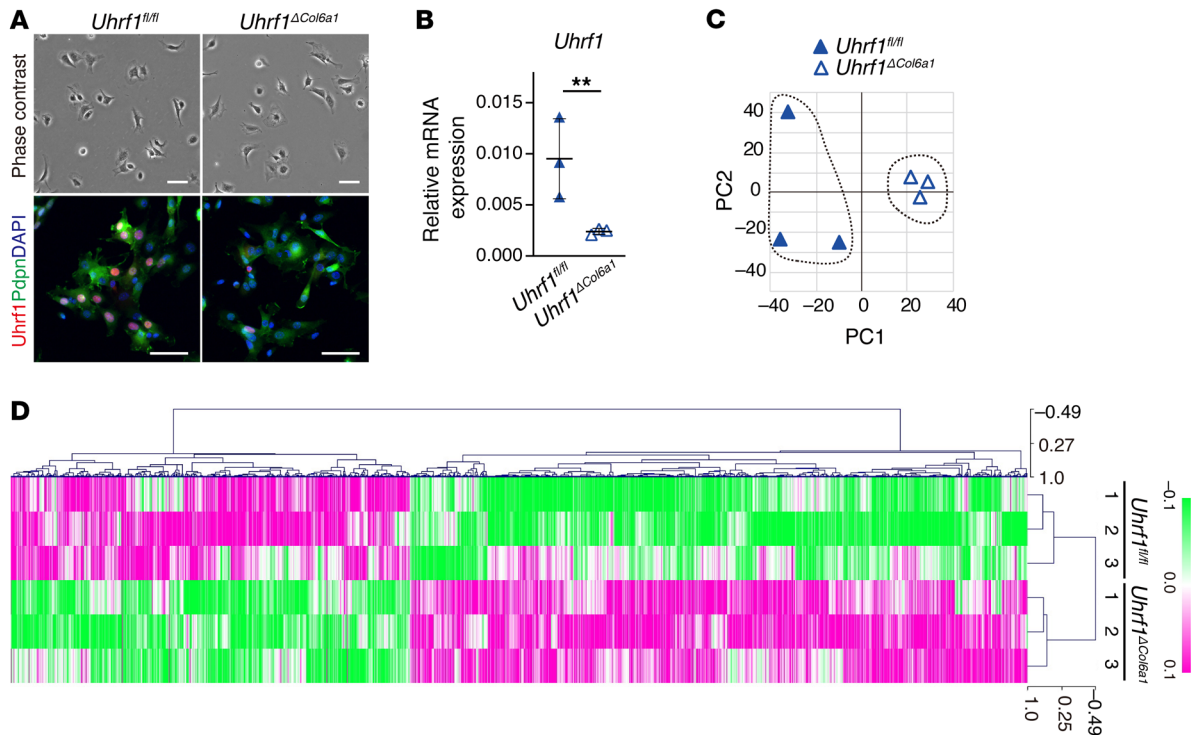 A
Uhrf1fl/fl
Uhrf1ΔCol6a1
Phase contrast
Uhrf1PdpnDAPI
B
Uhrf1
**
Relative mRNA
expression
0.015
0.010
0.005
0.000
Uhrf1fl/fl
Uhrf1ΔCol6a1
C
Uhrf1fl/fl
Uhrf1ΔCol6a1
PC2
40
20
0
−20
−40
−40
−20
0
20
40
PC1
D
−0.49
0.27
1.0
1
2
3
Uhrf1fl/fl
1
2
3
Uhrf1ΔCol6a1
−0.1
0.0
0.1
1.0
0.25
−0.49